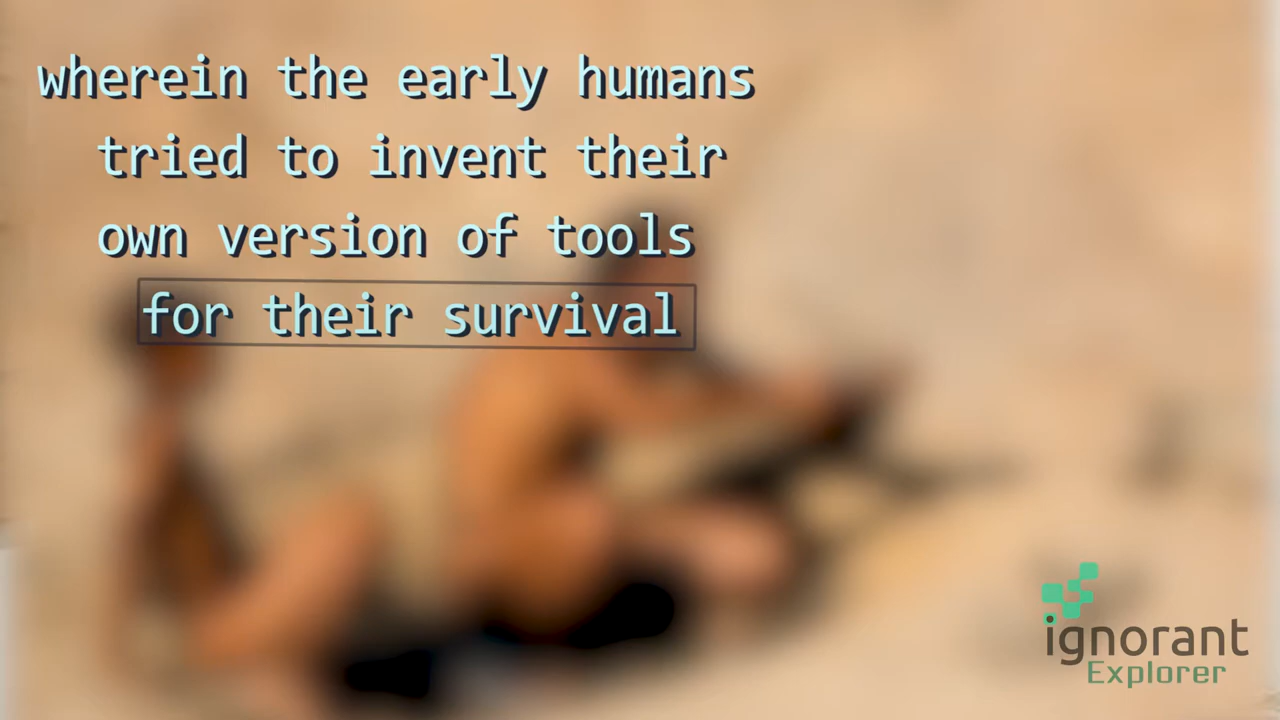 wherein the early humans
tried to invent their
own version of tools
for their survival
ignorant
Explorer